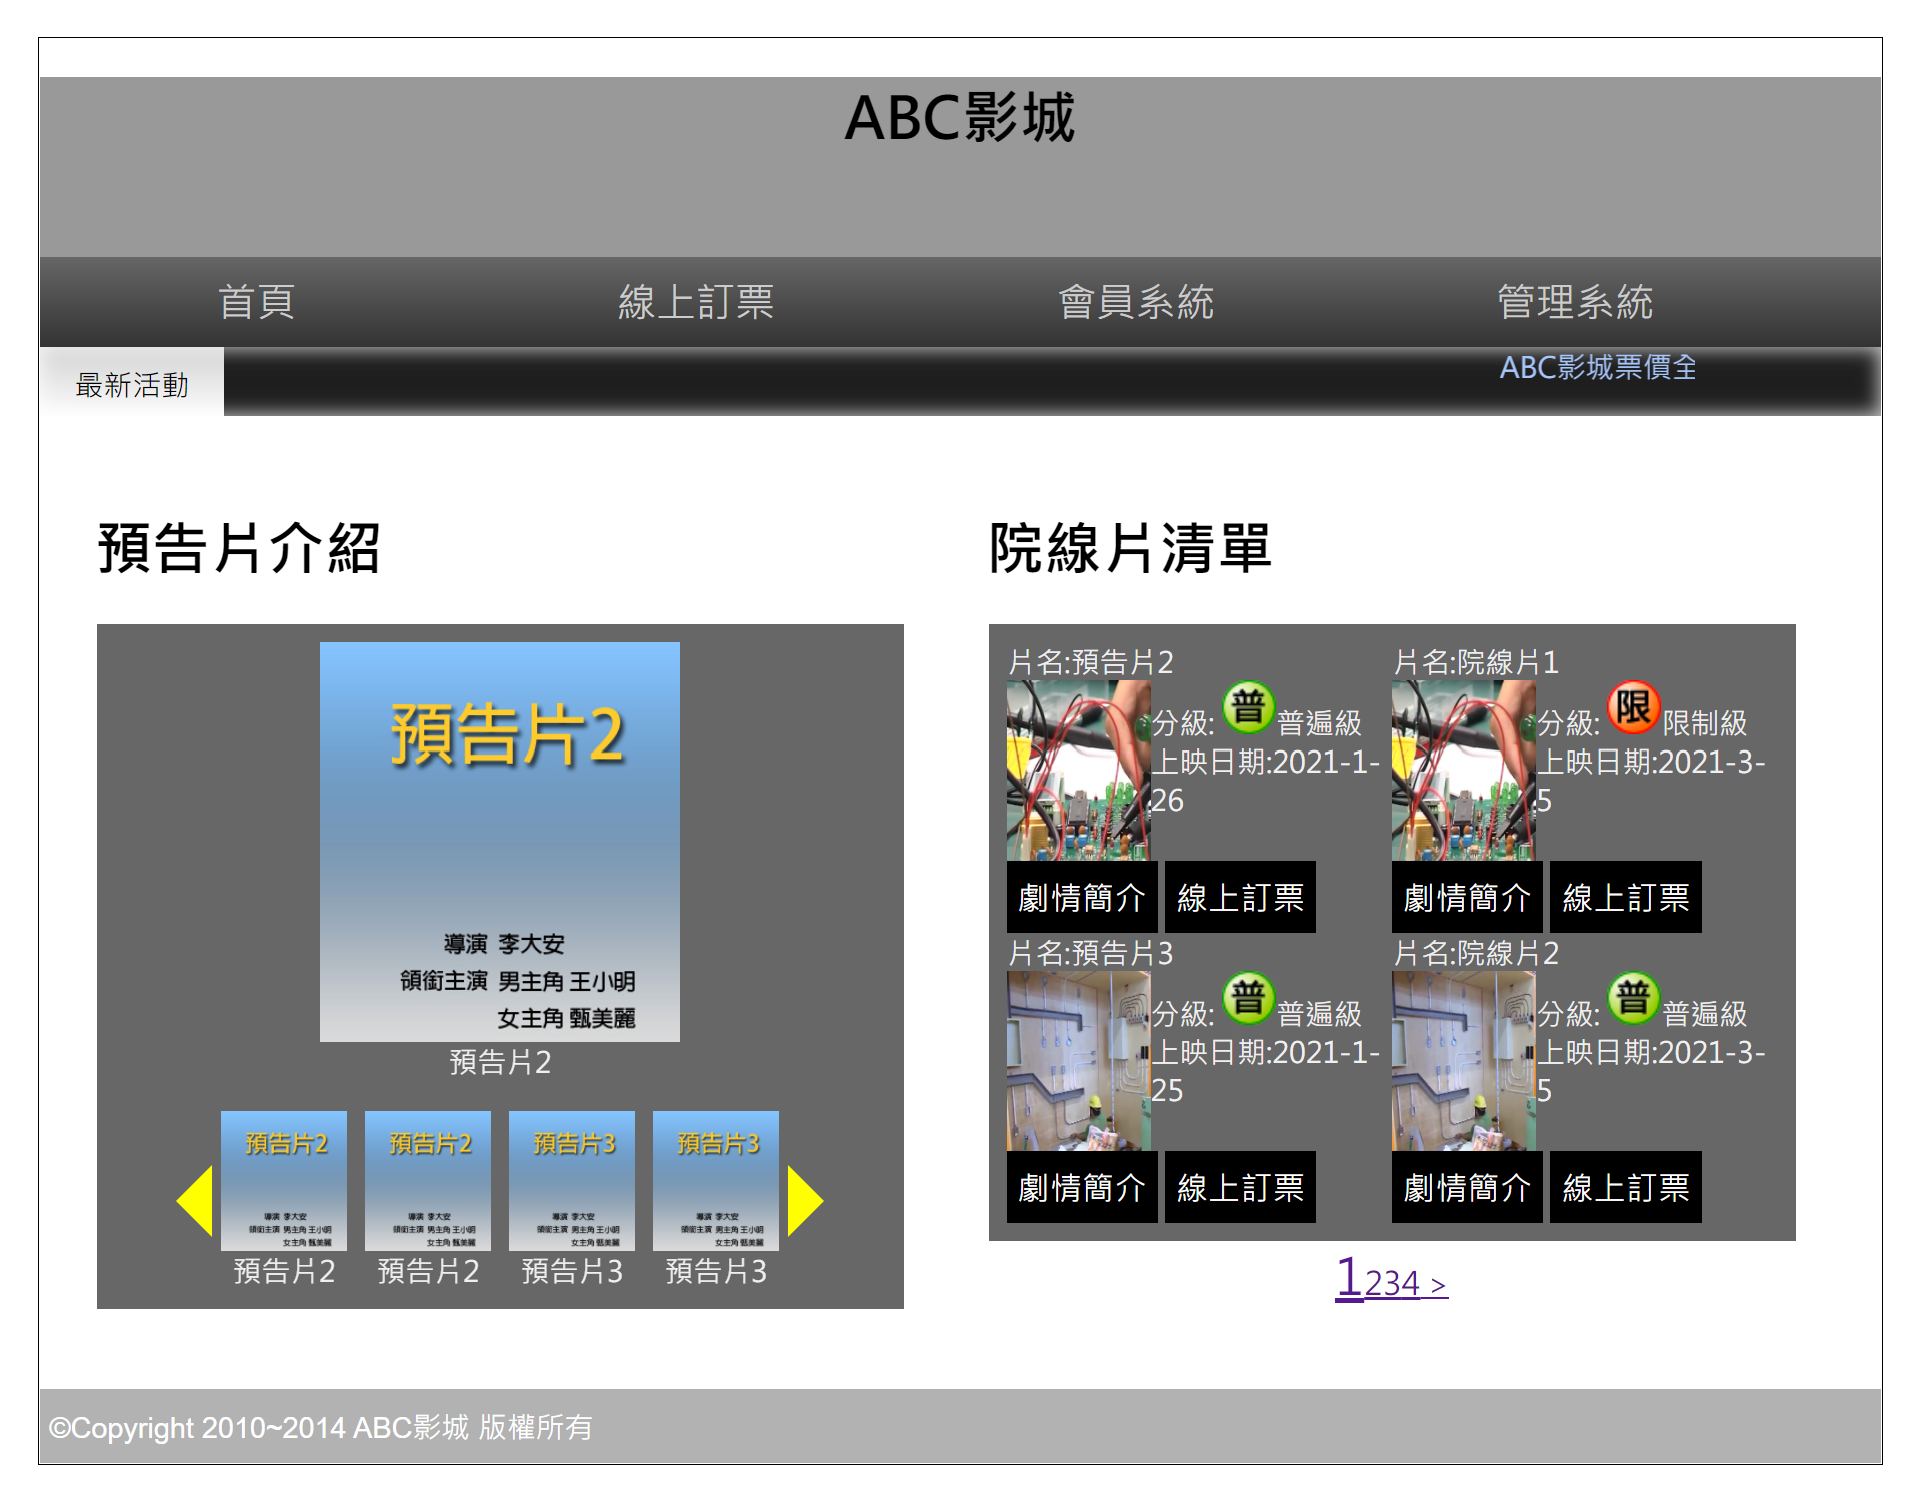 ABC影城
首頁 線上訂票 會員系統 管理系統
最新活動 ABC影城票價全
預告片介紹
預告片2
導演 李大安
領銜主演 男主角 王小明
女主角 甄美麗
預告片2
預告片2 預告片2 預告片3 預告片3
導演 李大安 導演 李大安 導演 李大安 導演 李大安
領銜主演 男主角 王小明 領銜主演 男主角 王小明 領銜主演 男主角 王小明 領銜主演 男主角 王小明
女主角 甄美麗 女主角 甄美麗 女主角 甄美麗 女主角 甄美麗
預告片2 預告片2 預告片3 預告片3
院線片清單
片名:預告片2
分級: 普 普遍級
上映日期:2021-1-
26
劇情簡介 線上訂票
片名:院線片1
分級: 限 限制級
上映日期:2021-3-
5
劇情簡介 線上訂票
片名:預告片3
分級: 普 普遍級
上映日期:2021-1-
25
劇情簡介 線上訂票
片名:院線片2
分級: 普 普遍級
上映日期:2021-3-
5
劇情簡介 線上訂票
1234 >
©Copyright 2010~2014 ABC影城 版權所有